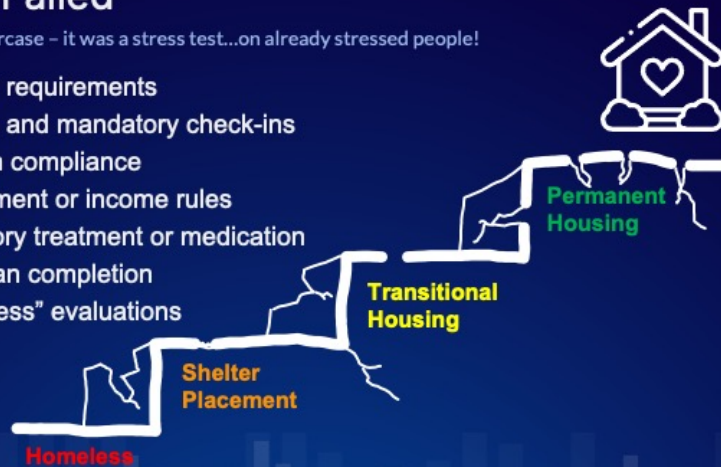 rcase – it was a stress test...on already stressed people!
requirements
and mandatory check-ins
compliance
ment or income rules
ory treatment or medication
an completion
ess” evaluations
Permanent
Housing
Transitional
Housing
Shelter
Placement
Homeless